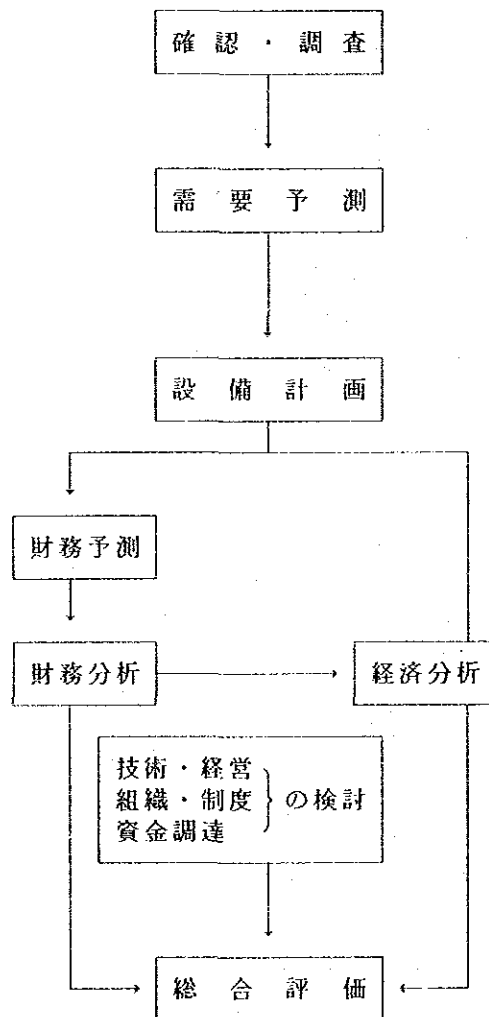 確認・調査
需要予測
設備計画
財務予測
財務分析
経済分析
技術・経営
組織・制度
資金調達
の検討
総合評価